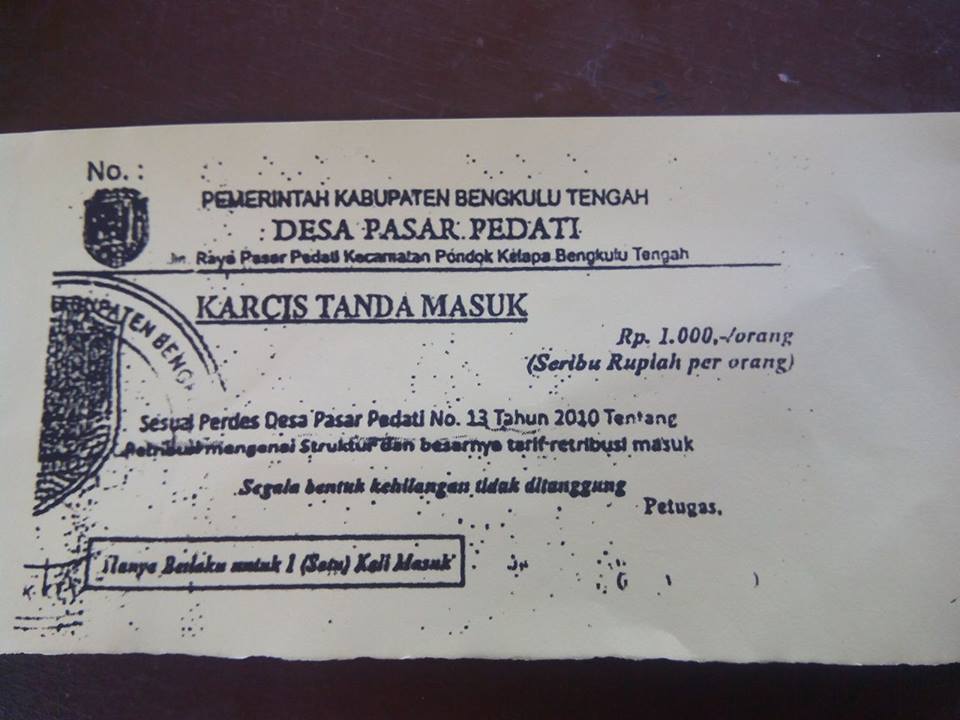 No. :
PEMERINTAH KABUPATEN BENGKULU TENGAH
DESA PASAR PEDATI
Jln. Raya Pasar Pedati Kecamatan Pondok Kelapa Bengkulu Tengah
KARCIS TANDA MASUK
Rp. 1.000,-/orang
(Seribu Rupiah per orang)
PATEN BENGK
Sesuai Perdes Desa Pasar Pedati No. 13 Tahun 2010 Tentang
Retribusi mengenai Struktur dan besarnya tarif-retribusi masuk
Segala bentuk kehilangan tidak ditanggung
Petugas,
Hanya Berlaku untuk 1 (Satu) Kali Masuk
( )